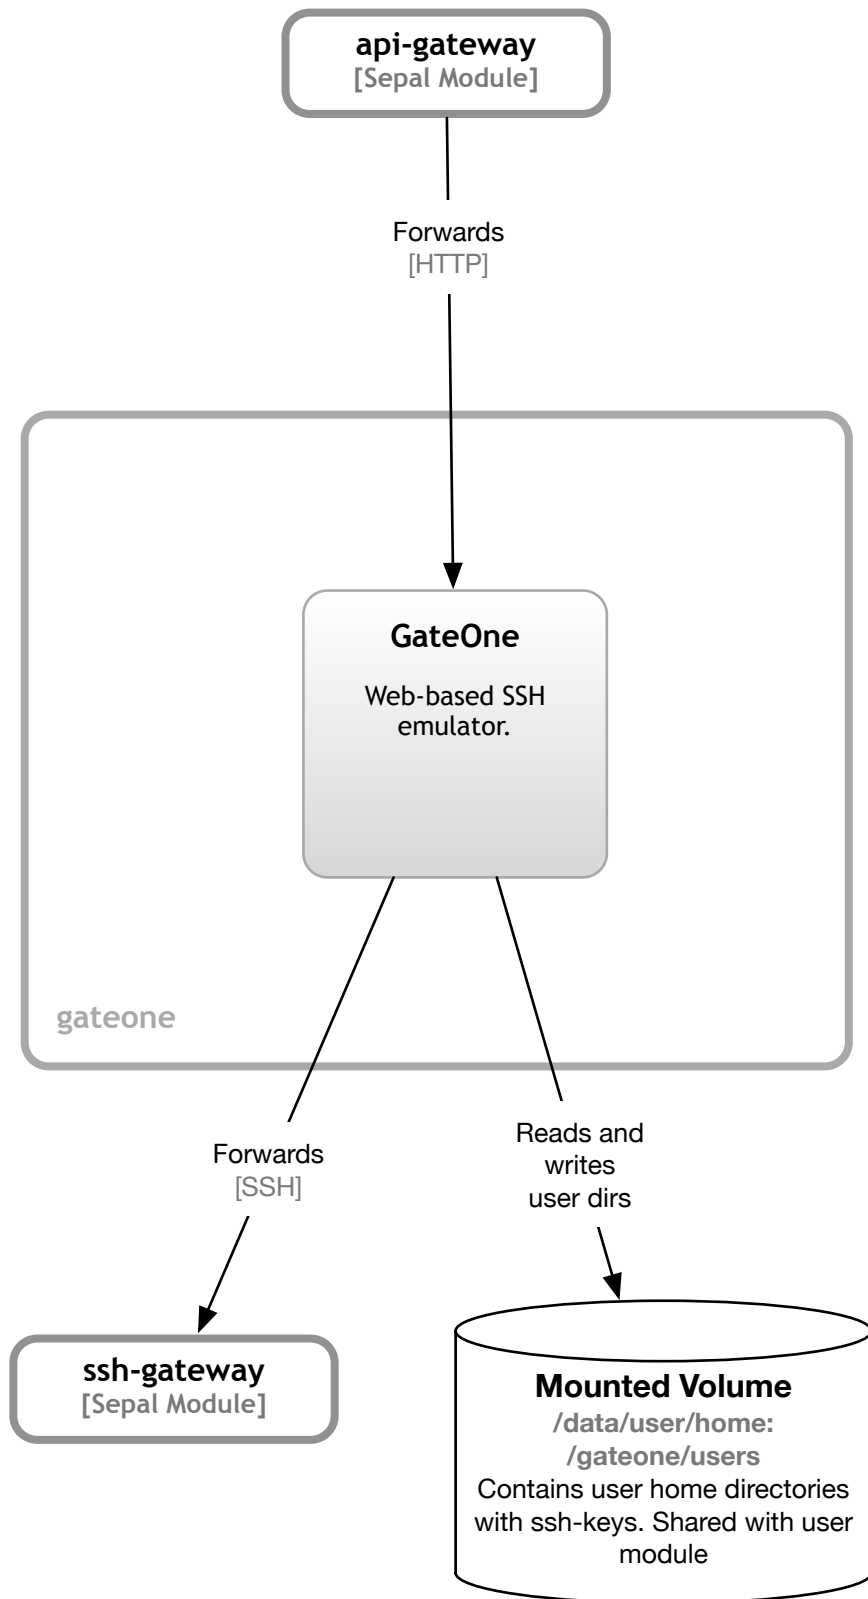 api-gateway
[Sepal Module]
Forwards
[HTTP]
GateOne
Web-based SSH
emulator.
gateone
Forwards
[SSH]
Reads and
writes
user dirs
ssh-gateway
[Sepal Module]
Mounted Volume
/data/user/home:
/gateone/users
Contains user home directories
with ssh-keys. Shared with user
module